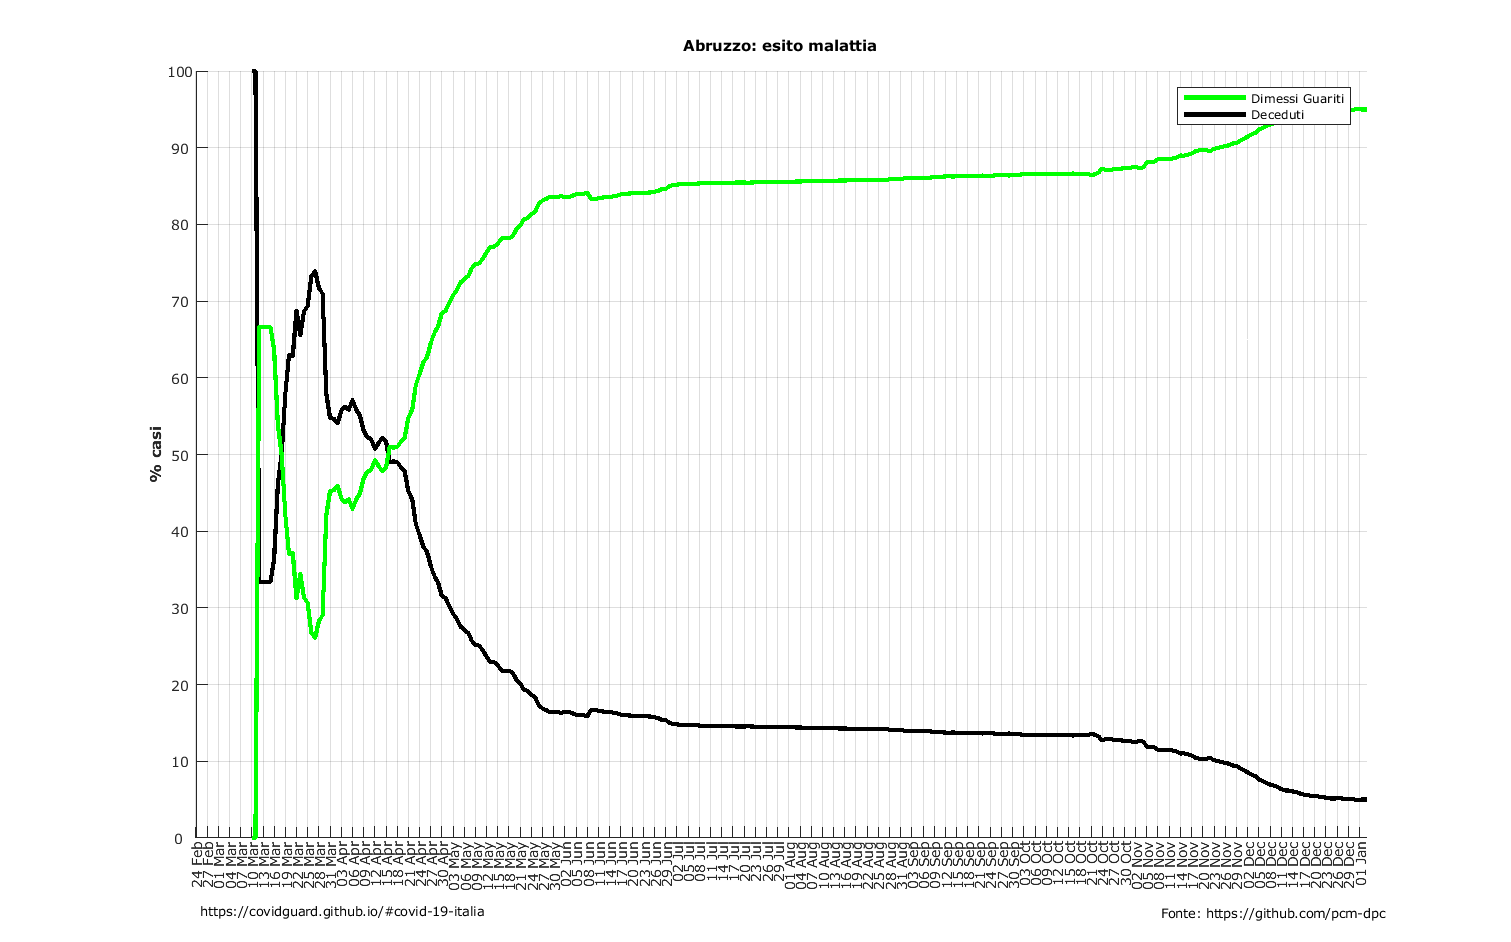 Abruzzo: esito malattia
Dimessi Guariti
Deceduti
% casi
100
90
80
70
60
50
40
30
20
10
0
24 Feb
27 Feb
01 Mar
04 Mar
07 Mar
10 Mar
13 Mar
16 Mar
19 Mar
22 Mar
25 Mar
28 Mar
31 Mar
03 Apr
06 Apr
09 Apr
12 Apr
15 Apr
18 Apr
21 Apr
24 Apr
27 Apr
30 Apr
03 May
06 May
09 May
12 May
15 May
18 May
21 May
24 May
27 May
30 May
02 Jun
05 Jun
08 Jun
11 Jun
14 Jun
17 Jun
20 Jun
23 Jun
26 Jun
29 Jun
02 Jul
05 Jul
08 Jul
11 Jul
14 Jul
17 Jul
20 Jul
23 Jul
26 Jul
29 Jul
01 Aug
04 Aug
07 Aug
10 Aug
13 Aug
16 Aug
19 Aug
22 Aug
25 Aug
28 Aug
31 Aug
03 Sep
06 Sep
09 Sep
12 Sep
15 Sep
18 Sep
21 Sep
24 Sep
27 Sep
30 Sep
03 Oct
06 Oct
09 Oct
12 Oct
15 Oct
18 Oct
21 Oct
24 Oct
27 Oct
30 Oct
02 Nov
05 Nov
08 Nov
11 Nov
14 Nov
17 Nov
20 Nov
23 Nov
26 Nov
29 Nov
02 Dec
05 Dec
08 Dec
11 Dec
14 Dec
17 Dec
20 Dec
23 Dec
26 Dec
29 Dec
01 Jan
https://covidguard.github.io/#covid-19-italia
Fonte: https://github.com/pcm-dpc